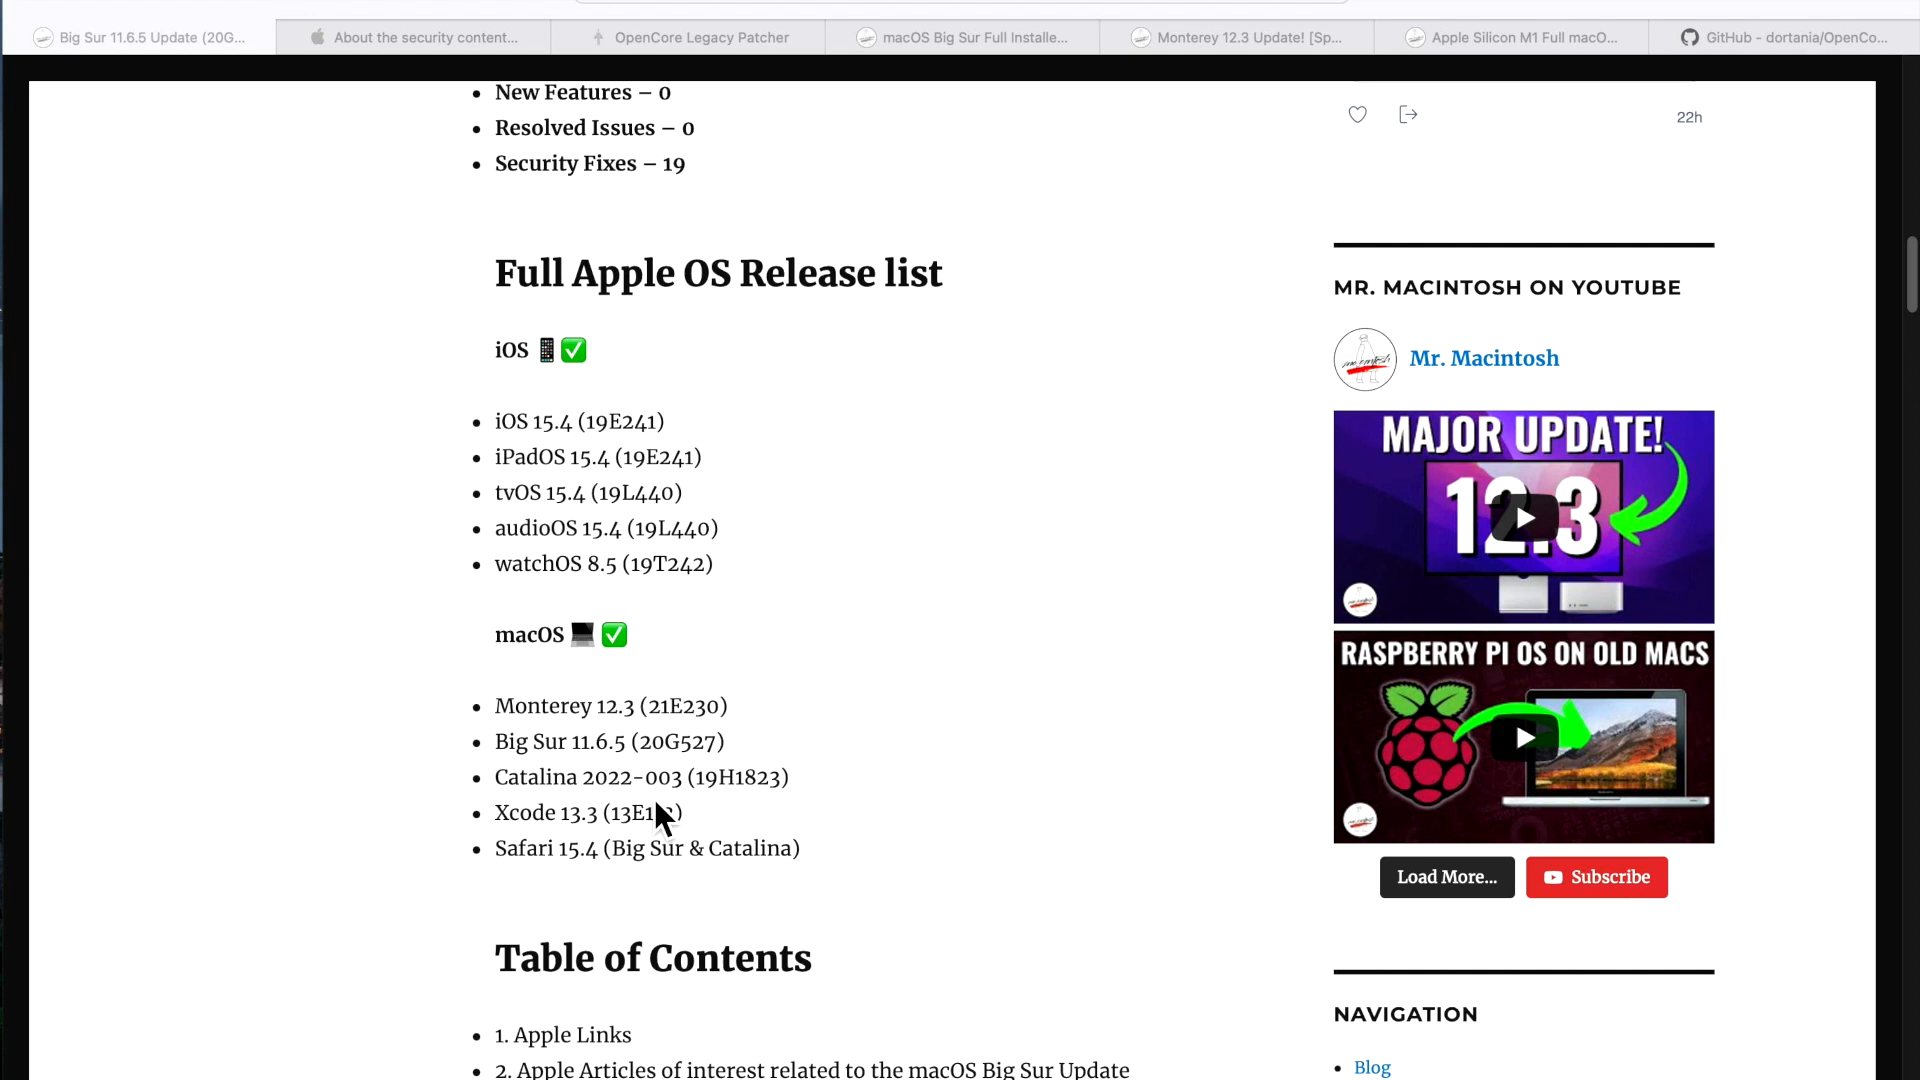 Big Sur 11.6.5 Update (20G...
About the security content...
OpenCore Legacy Patcher
macOS Big Sur Full Installe...
Monterey 12.3 Update! [Sp...
Apple Silicon M1 Full macO...
GitHub - dortania/OpenCo...
• New Features – 0
• Resolved Issues – 0
• Security Fixes – 19
Full Apple OS Release list
iOS 📱✅
• iOS 15.4 (19E241)
• iPadOS 15.4 (19E241)
• tvOS 15.4 (19L440)
• audioOS 15.4 (19L440)
• watchOS 8.5 (19T242)
macOS 💻 ✅
• Monterey 12.3 (21E230)
• Big Sur 11.6.5 (20G527)
• Catalina 2022-003 (19H1823)
• Xcode 13.3
• Safari 15.4 (Big Sur & Catalina)
Table of Contents
• 1. Apple Links
• 2. Apple Articles of interest related to the macOS Big Sur Update
22h
MR. MACINTOSH ON YOUTUBE
Mr. Macintosh
MAJOR UPDATE!
12.3
RASPBERRY PI OS ON OLD MACS
Load More...
Subscribe
NAVIGATION
• Blog